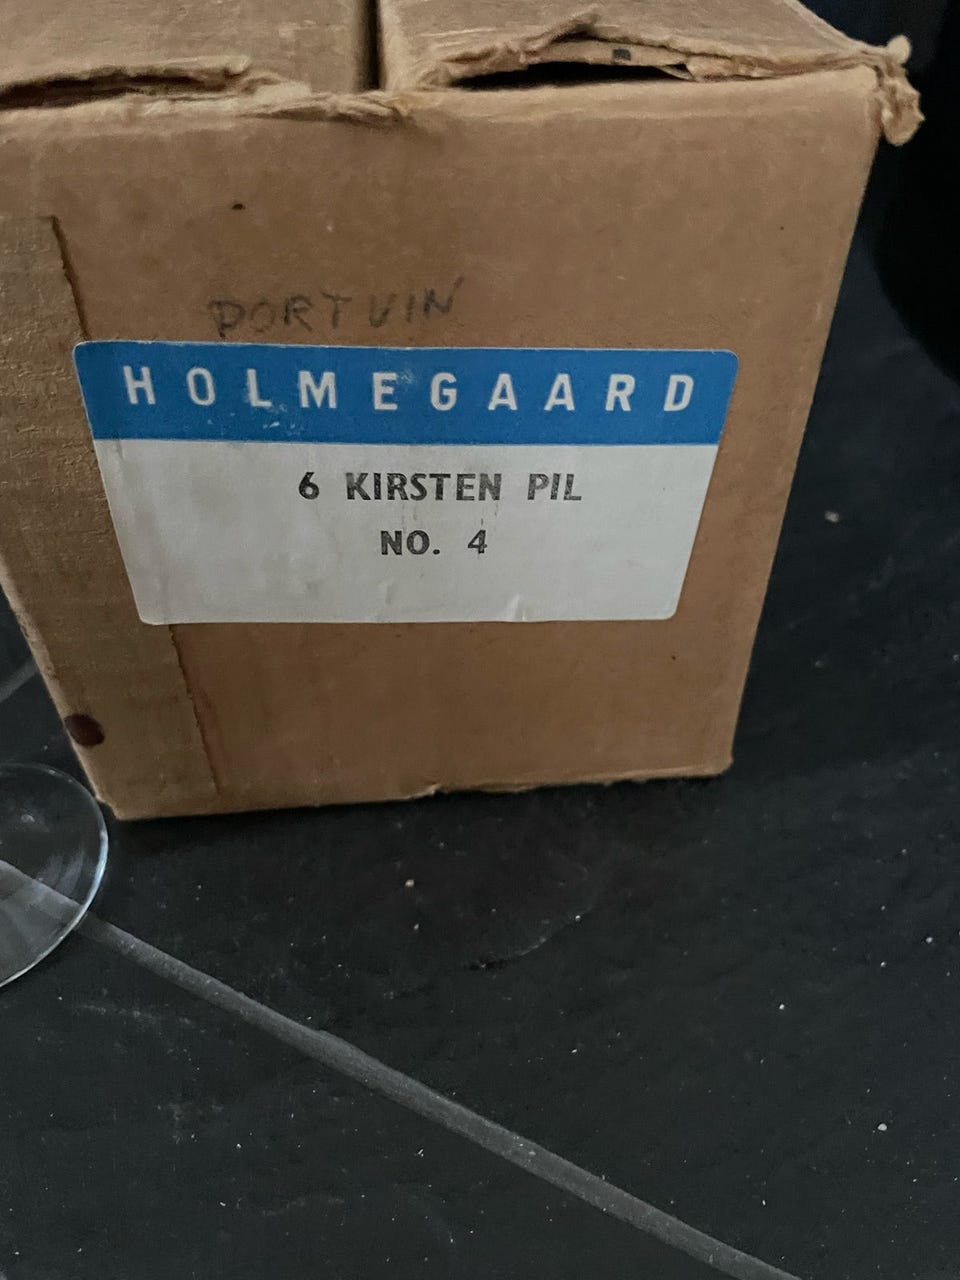 PORTVIN
HOLMEGAARD
6 KIRSTEN PIL
NO. 4